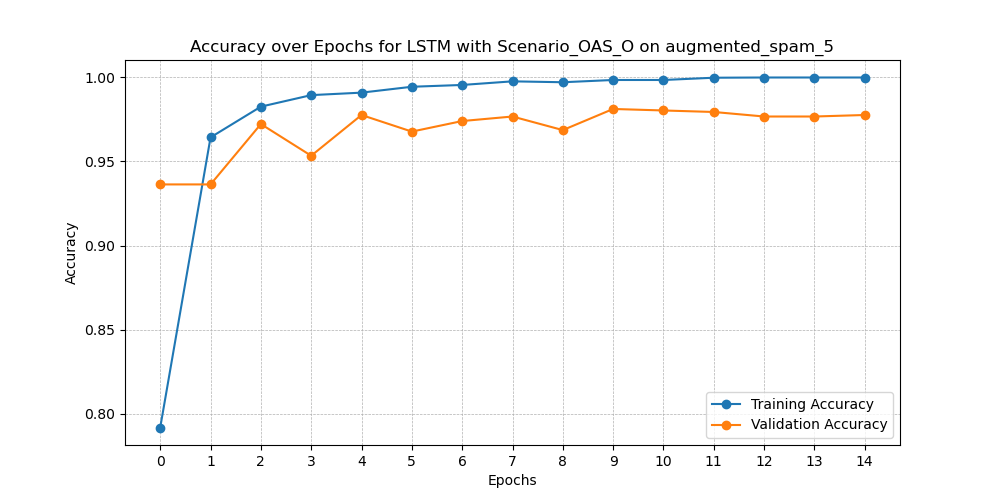 Accuracy over Epochs for LSTM with Scenario_OAS_O on augmented_spam_5
1.00
0.95
0.90
0.85
0.80
Accuracy
0 1 2 3 4 5 6 7 8 9 10 11 12 13 14
Epochs
Training Accuracy
Validation Accuracy